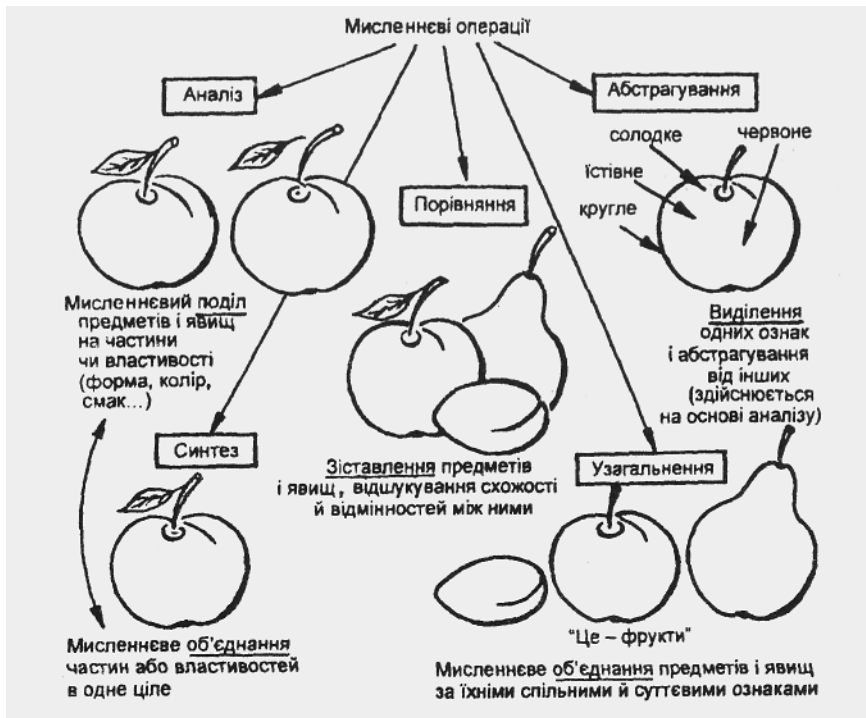 Мисленнєві операції
Аналіз
Абстрагування
солодке
червоне
їстівне
кругле
Порівняння
Мисленнєвий поділ
предметів і явищ
на частини
чи властивості
(форма, колір,
смак...)
Виділення
одних ознак
і абстрагування
від інших
(здійснюється
на основі аналізу)
Синтез
Зіставлення предметів
і явищ, відшукування схожості
й відмінностей між ними
Узагальнення
"Це – фрукти"
Мисленнєве об'єднання
частин або властивостей
в одне ціле
Мисленнєве об'єднання предметів і явищ
за їхніми спільними й суттєвими ознаками